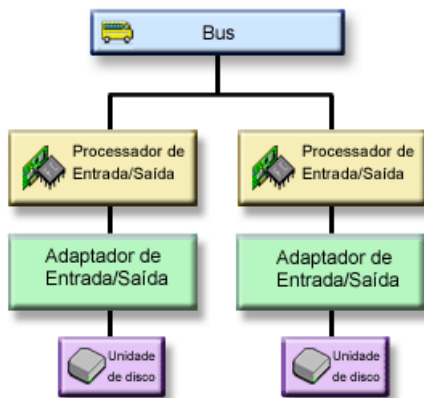 Bus
Processador de
Entrada/Saída
Processador de
Entrada/Saída
Adaptador de
Entrada/Saída
Adaptador de
Entrada/Saída
Unidade
de disco
Unidade
de disco